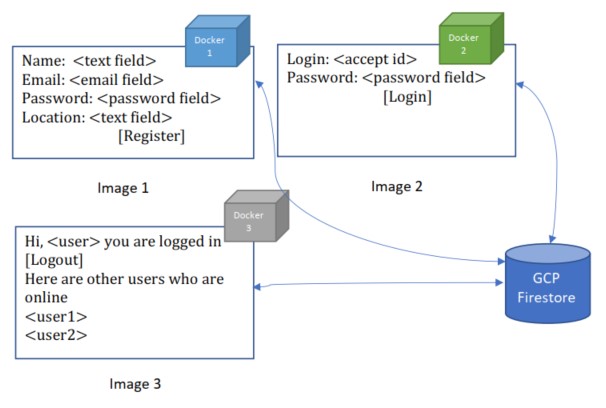 Docker
1
Name: <text field>
Email: <email field>
Password: <password field>
Location: <text field>
[Register]
Image 1
Docker
2
Login: <accept id>
Password: <password field>
[Login]
Image 2
Docker
3
Hi, <user> you are logged in
[Logout]
Here are other users who are
online
<user1>
<user2>
Image 3
GCP
Firestore